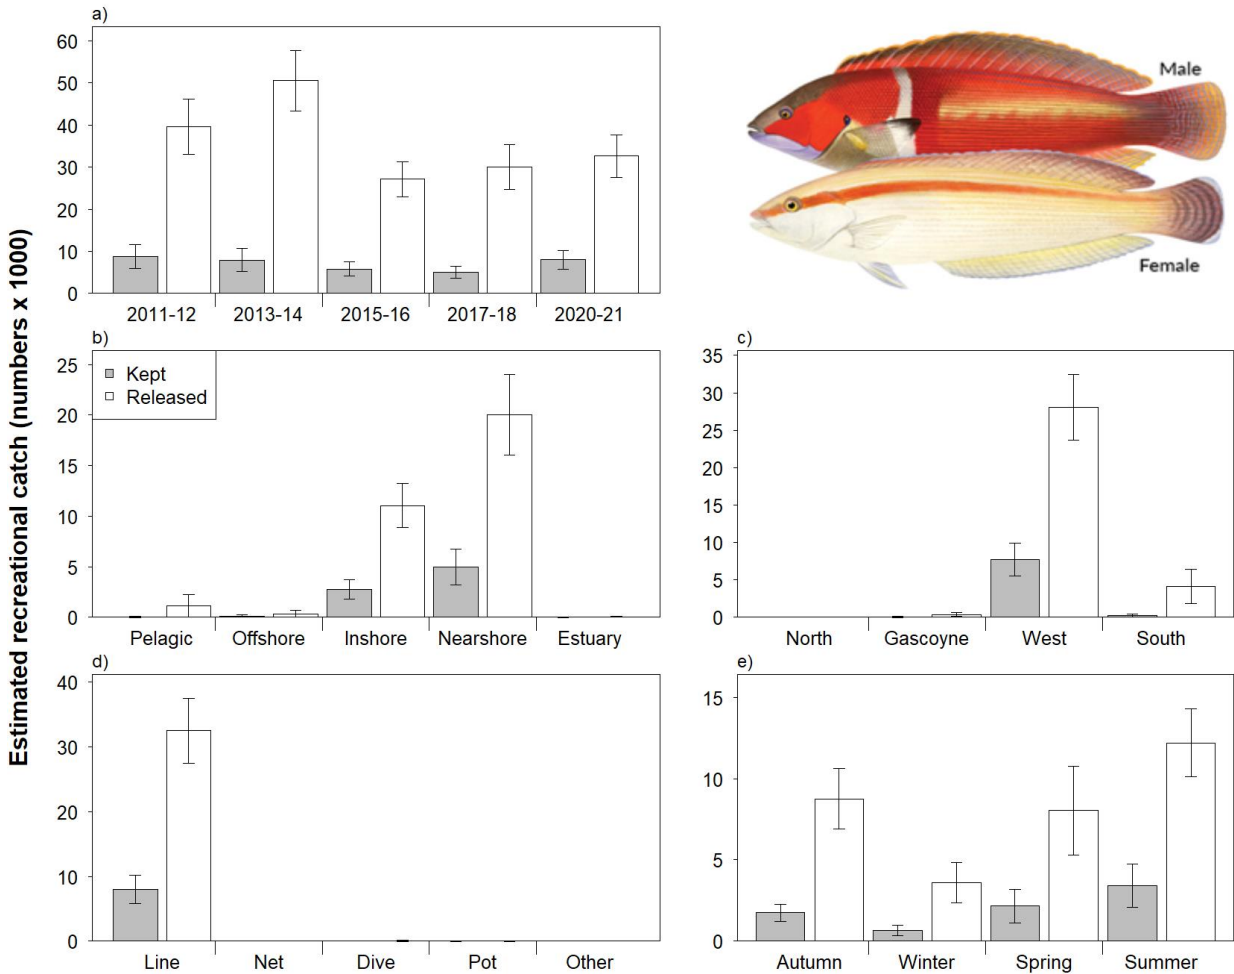 Estimated recreational catch (numbers x 1000)
a)
60
50
40
30
20
10
0
2011-12 2013-14 2015-16 2017-18 2020-21
Male
Female
b)
Kept
Released
25
20
15
10
5
0
Pelagic Offshore Inshore Nearshore Estuary
c)
35
30
25
20
15
10
5
0
North Gascoyne West South
d)
40
30
20
10
0
Line Net Dive Pot Other
e)
15
10
5
0
Autumn Winter Spring Summer